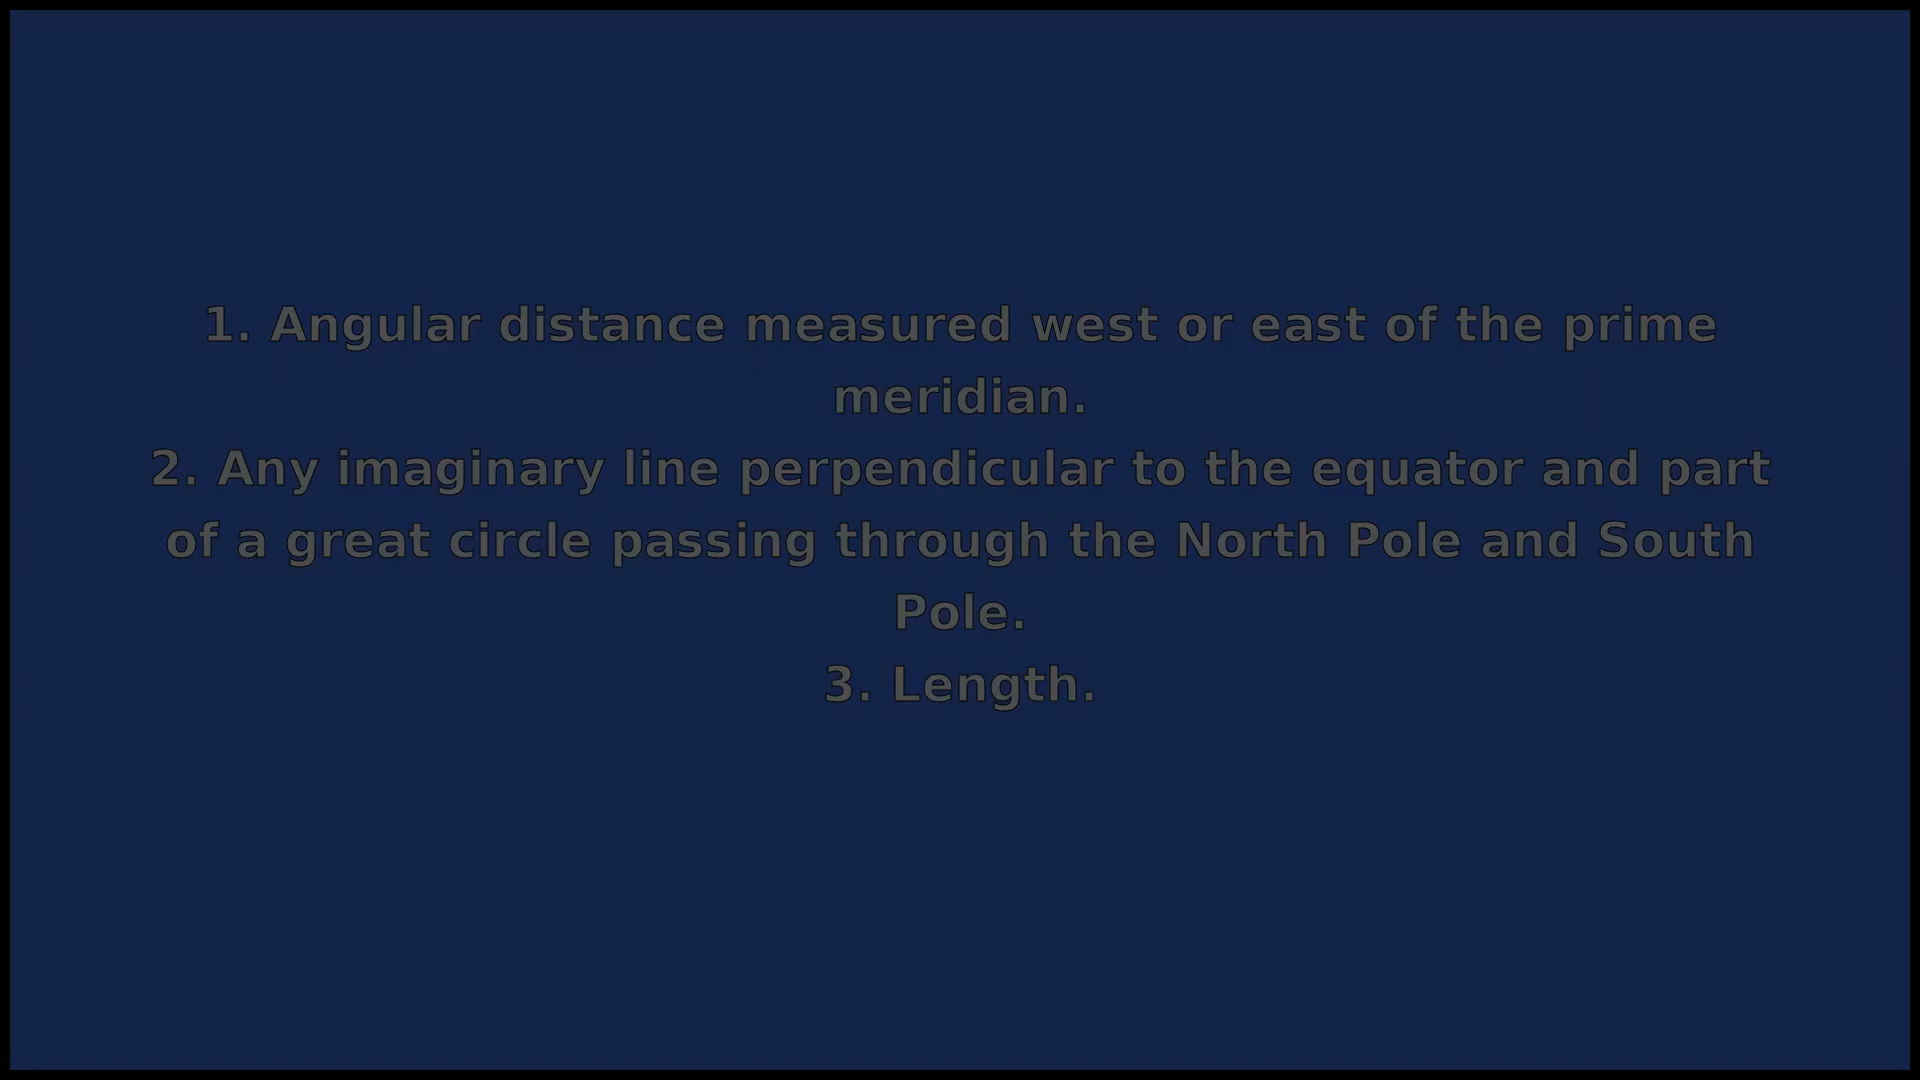 1. Angular distance measured west or east of the prime
meridian.
2. Any imaginary line perpendicular to the equator and part
of a great circle passing through the North Pole and South
Pole.
3. Length.